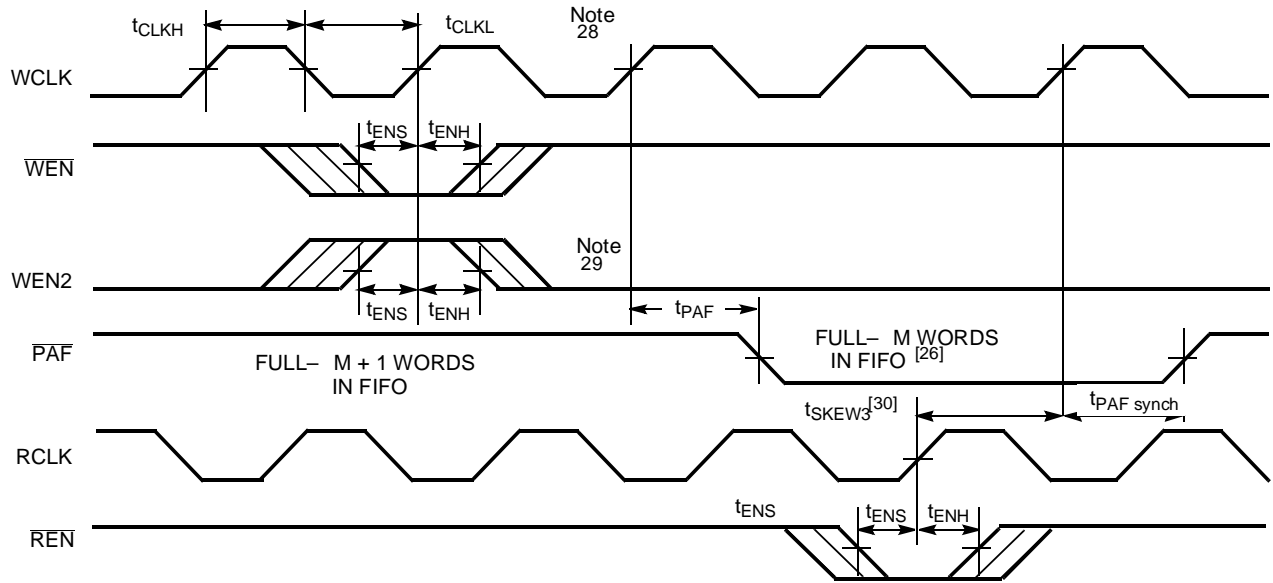 tCLKH
tCLKL
Note
28
WCLK
tENS
tENH
WEN
Note
29
WEN2
tENS
tENH
tPAF
PAF
FULL– M + 1 WORDS
IN FIFO
FULL– M WORDS
IN FIFO [26]
tSKEW3[30]
tPAF synch
RCLK
tENS
tENS
tENH
REN